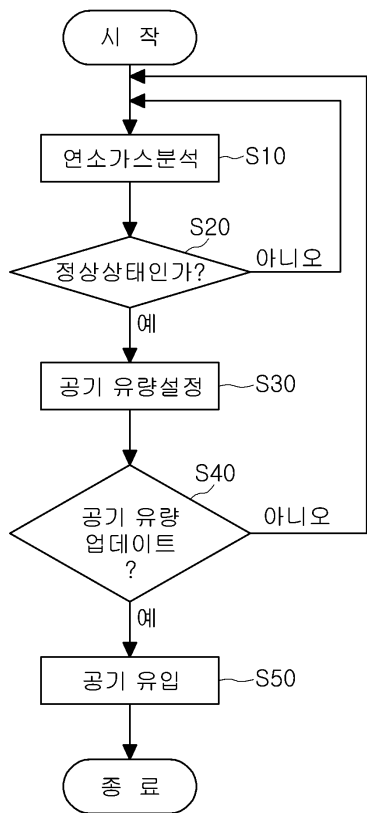 시 작
연소가스분석
S10
S20
정상상태인가?
아니오
예
공기 유량설정
S30
S40
공기 유량
업데이트
?
아니오
예
공기 유입
S50
종 료